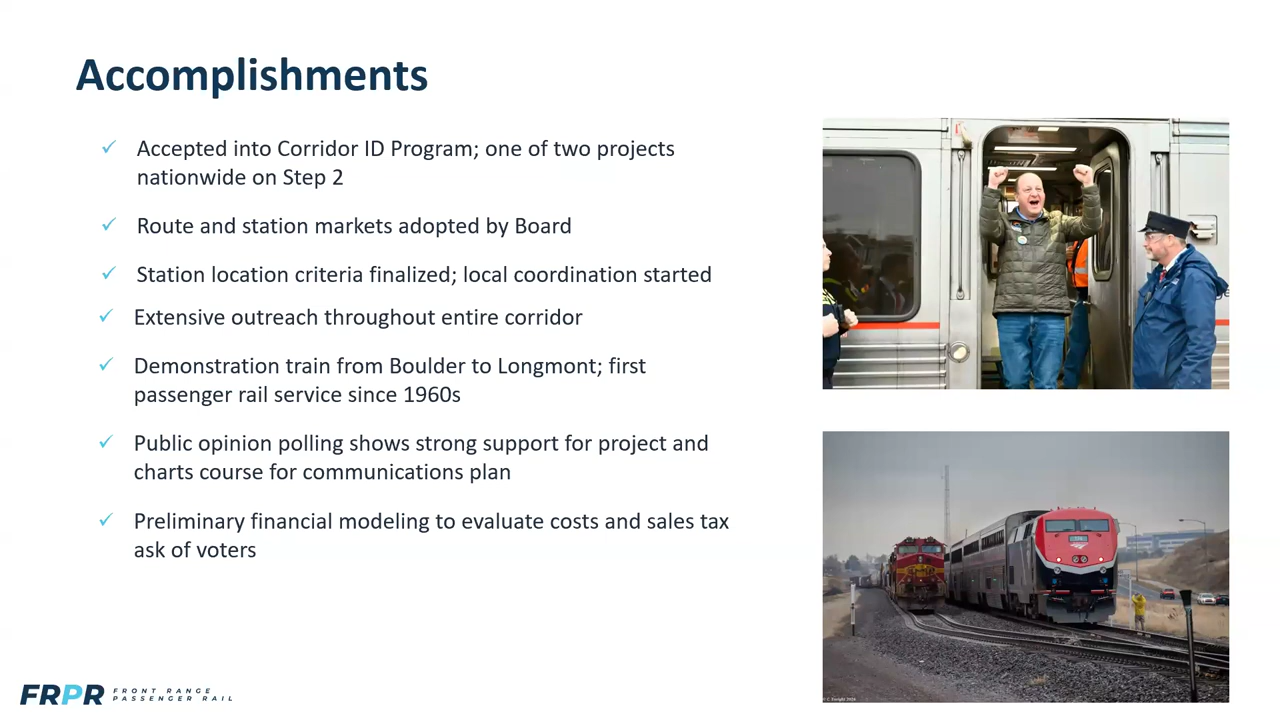 Accomplishments
✓ Accepted into Corridor ID Program; one of two projects
nationwide on Step 2
✓ Route and station markets adopted by Board
✓ Station location criteria finalized; local coordination started
✓ Extensive outreach throughout entire corridor
✓ Demonstration train from Boulder to Longmont; first
passenger rail service since 1960s
✓ Public opinion polling shows strong support for project and
charts course for communications plan
✓ Preliminary financial modeling to evaluate costs and sales tax
ask of voters
FRPR FRONT RANGE
PASSENGER RAIL